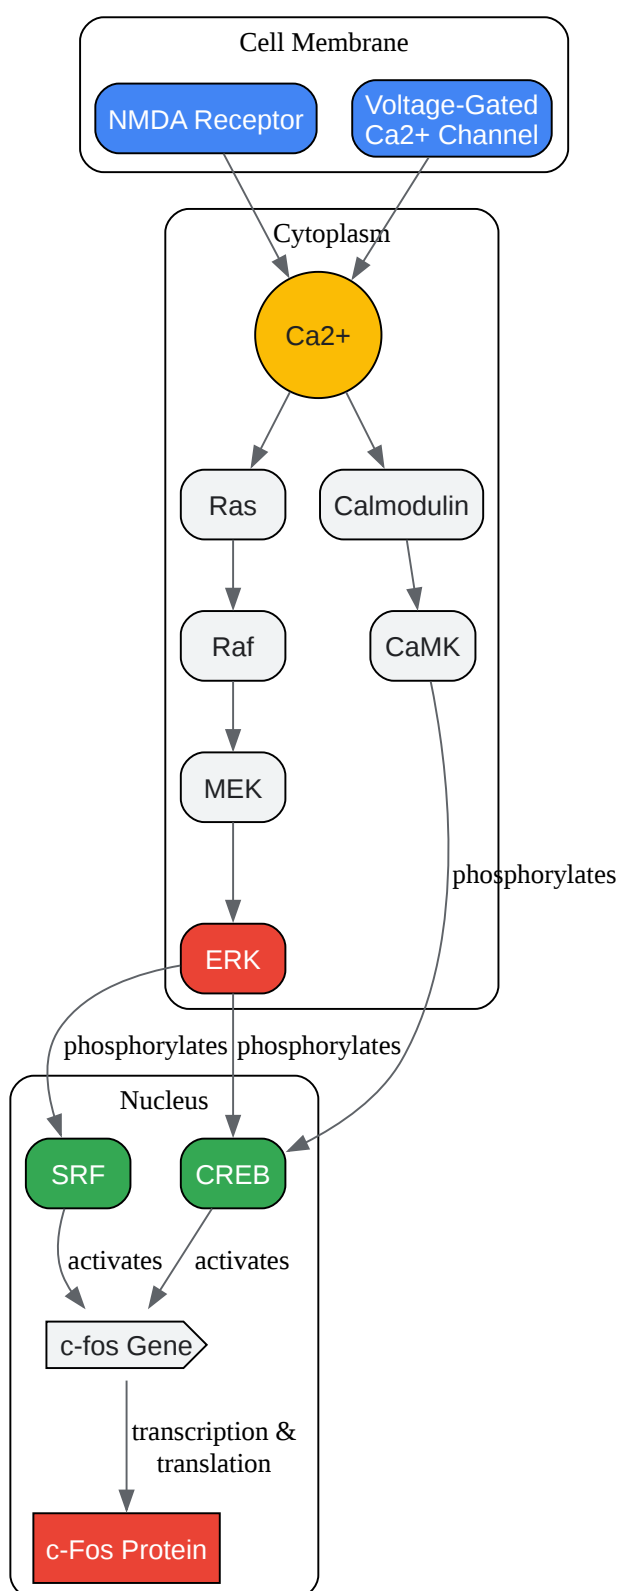 Cell Membrane
NMDA Receptor
Voltage-Gated
Ca2+ Channel
Cytoplasm
Ca2+
Ras
Calmodulin
Raf
CaMK
MEK
phosphorylates
ERK
phosphorylates
phosphorylates
Nucleus
SRF
CREB
activates
activates
c-fos Gene
transcription &
translation
c-Fos Protein